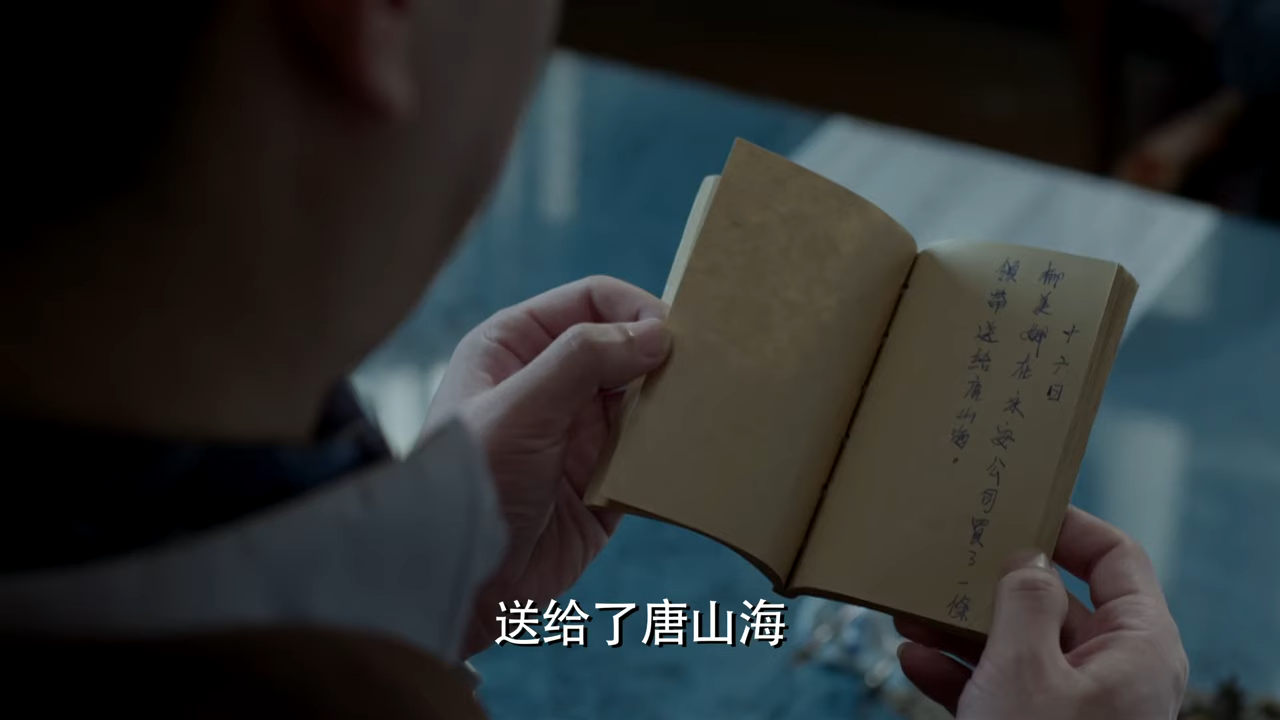 十六日
柳美娜在永安公司買了一條
領帶送给唐山海。
送给了唐山海